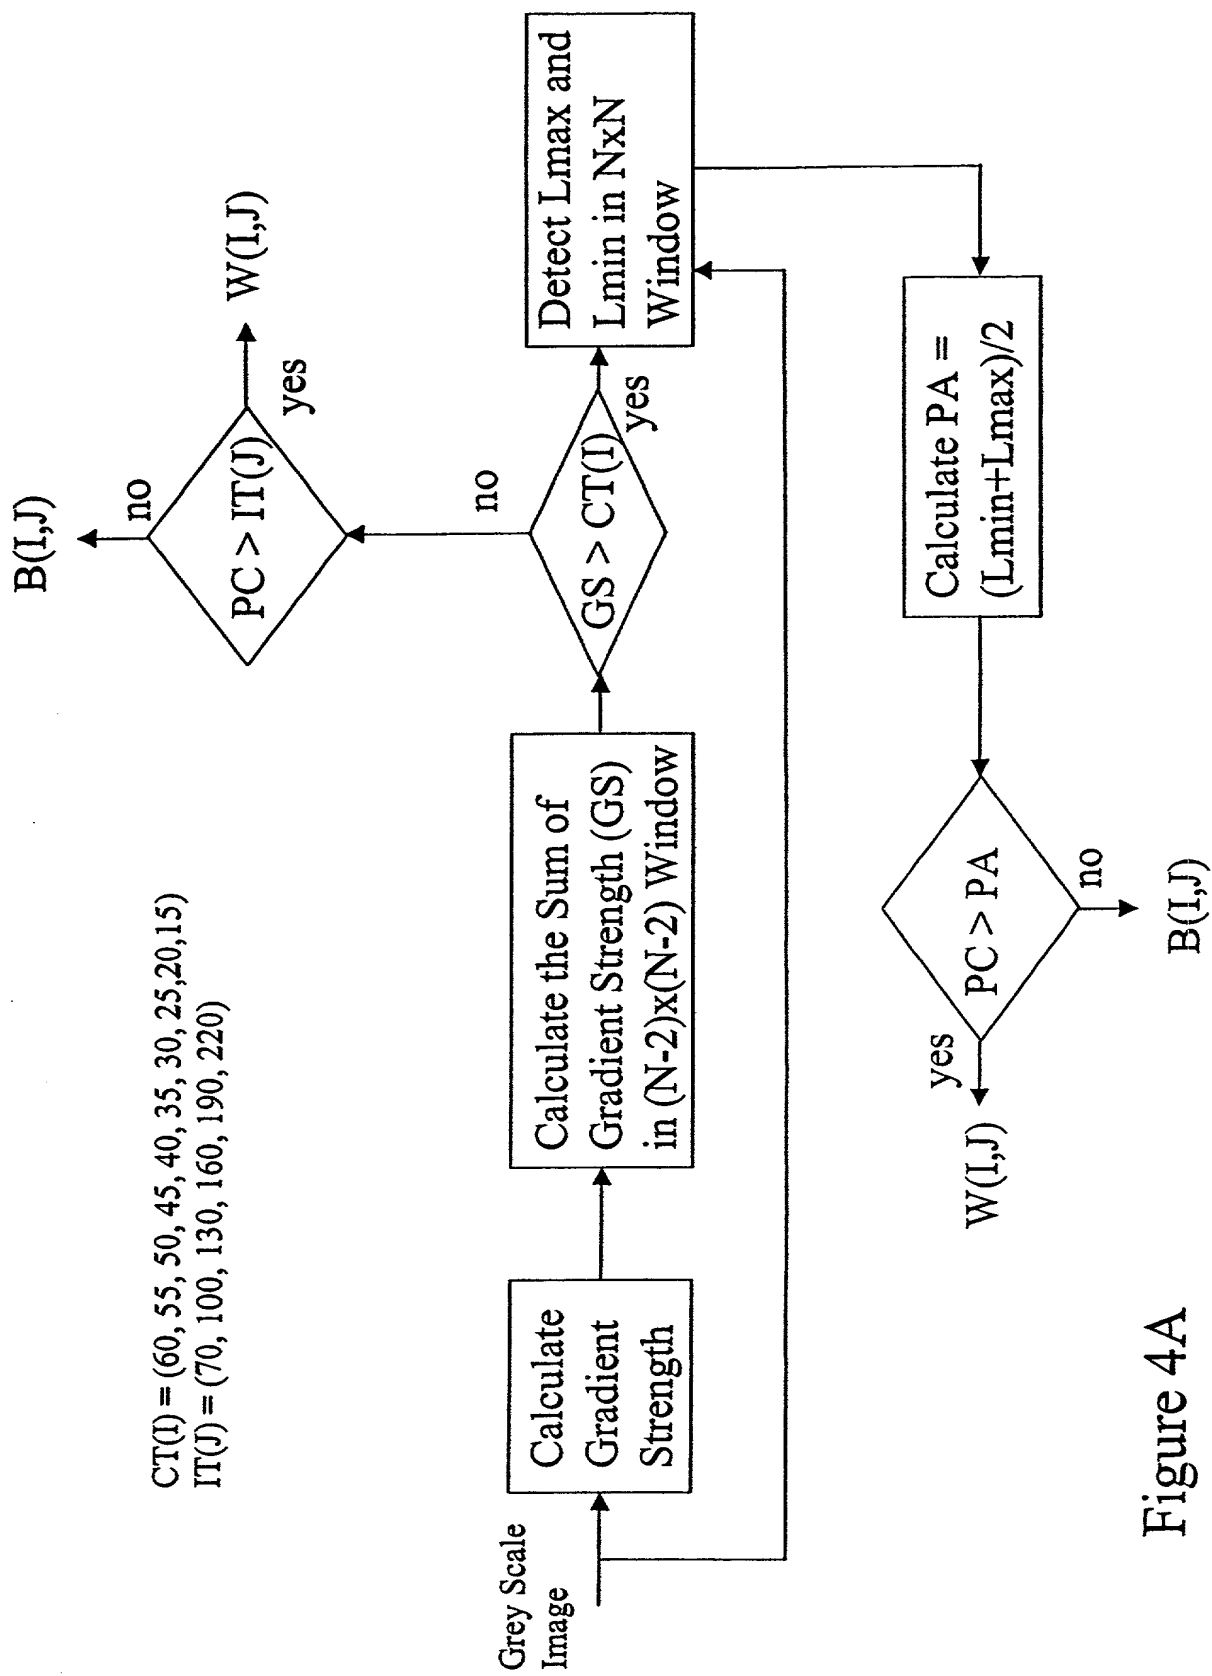 CT(I) = (60, 55, 50, 45, 40, 35, 30, 25,20,15)
IT(J) = (70, 100, 130, 160, 190, 220)
B(I,J)
no
PC > IT(J)
yes
W(I,J)
no
Grey Scale
Image
Calculate
Gradient
Strength
Calculate the Sum of
Gradient Strength (GS)
in (N-2)x(N-2) Window
GS > CT(I)
yes
Detect Lmax and
Lmin in NxN
Window
Calculate PA =
(Lmin+Lmax)/2
PC > PA
yes
W(I,J)
no
B(I,J)
Figure 4A